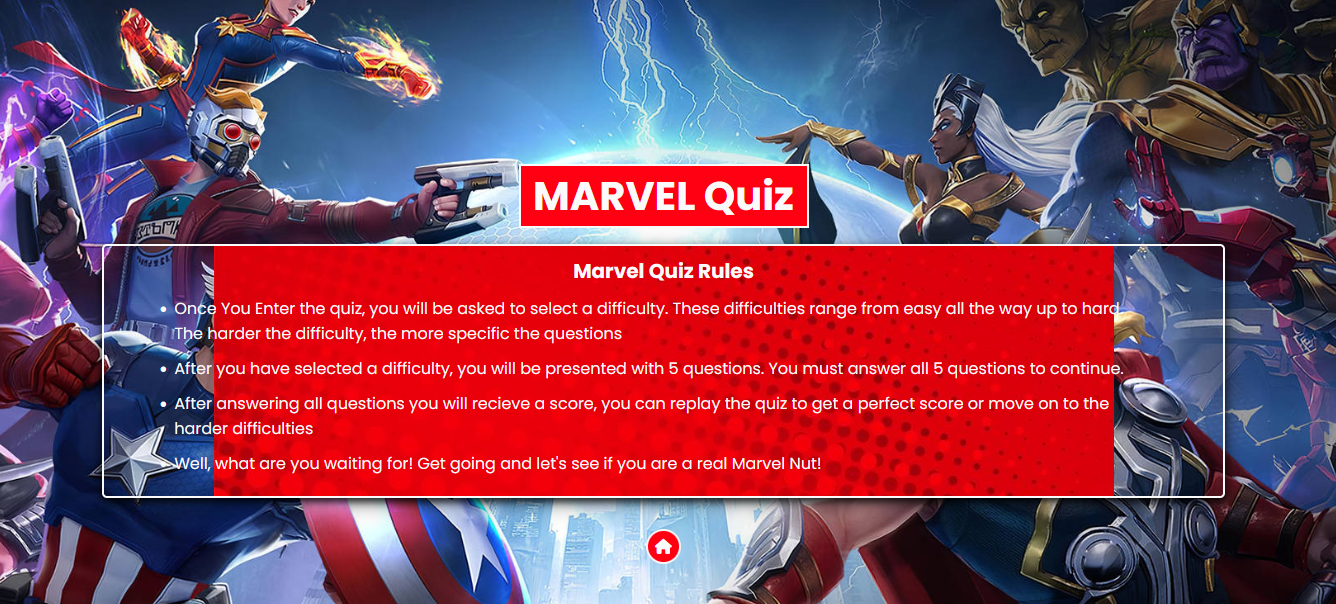 MARVEL Quiz
Marvel Quiz Rules
Once You Enter the quiz, you will be asked to select a difficulty. These difficulties range from easy all the way up to hard.
The harder the difficulty, the more specific the questions
After you have selected a difficulty, you will be presented with 5 questions. You must answer all 5 questions to continue.
After answering all questions you will recieve a score, you can replay the quiz to get a perfect score or move on to the
harder difficulties
Well, what are you waiting for! Get going and let's see if you are a real Marvel Nut!